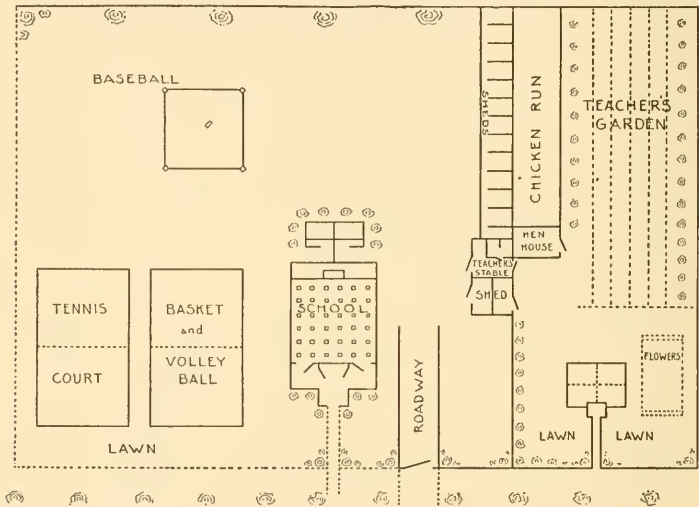 BASEBALL
SHEDS
CHICKEN RUN
TEACHER'S
GARDEN
HEN
HOUSE
TEACHERS
STABLE
SHED
TENNIS
COURT
BASKET
and
VOLLEY
BALL
SCHOOL
ROADWAY
FLOWERS
LAWN
LAWN
LAWN